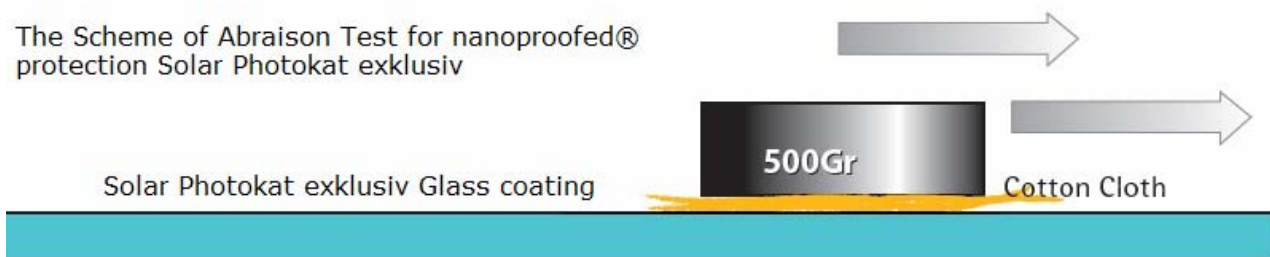 The Scheme of Abraison Test for nanoproofed®
protection Solar Photokat exklusiv
500Gr
Solar Photokat exklusiv Glass coating
Cotton Cloth